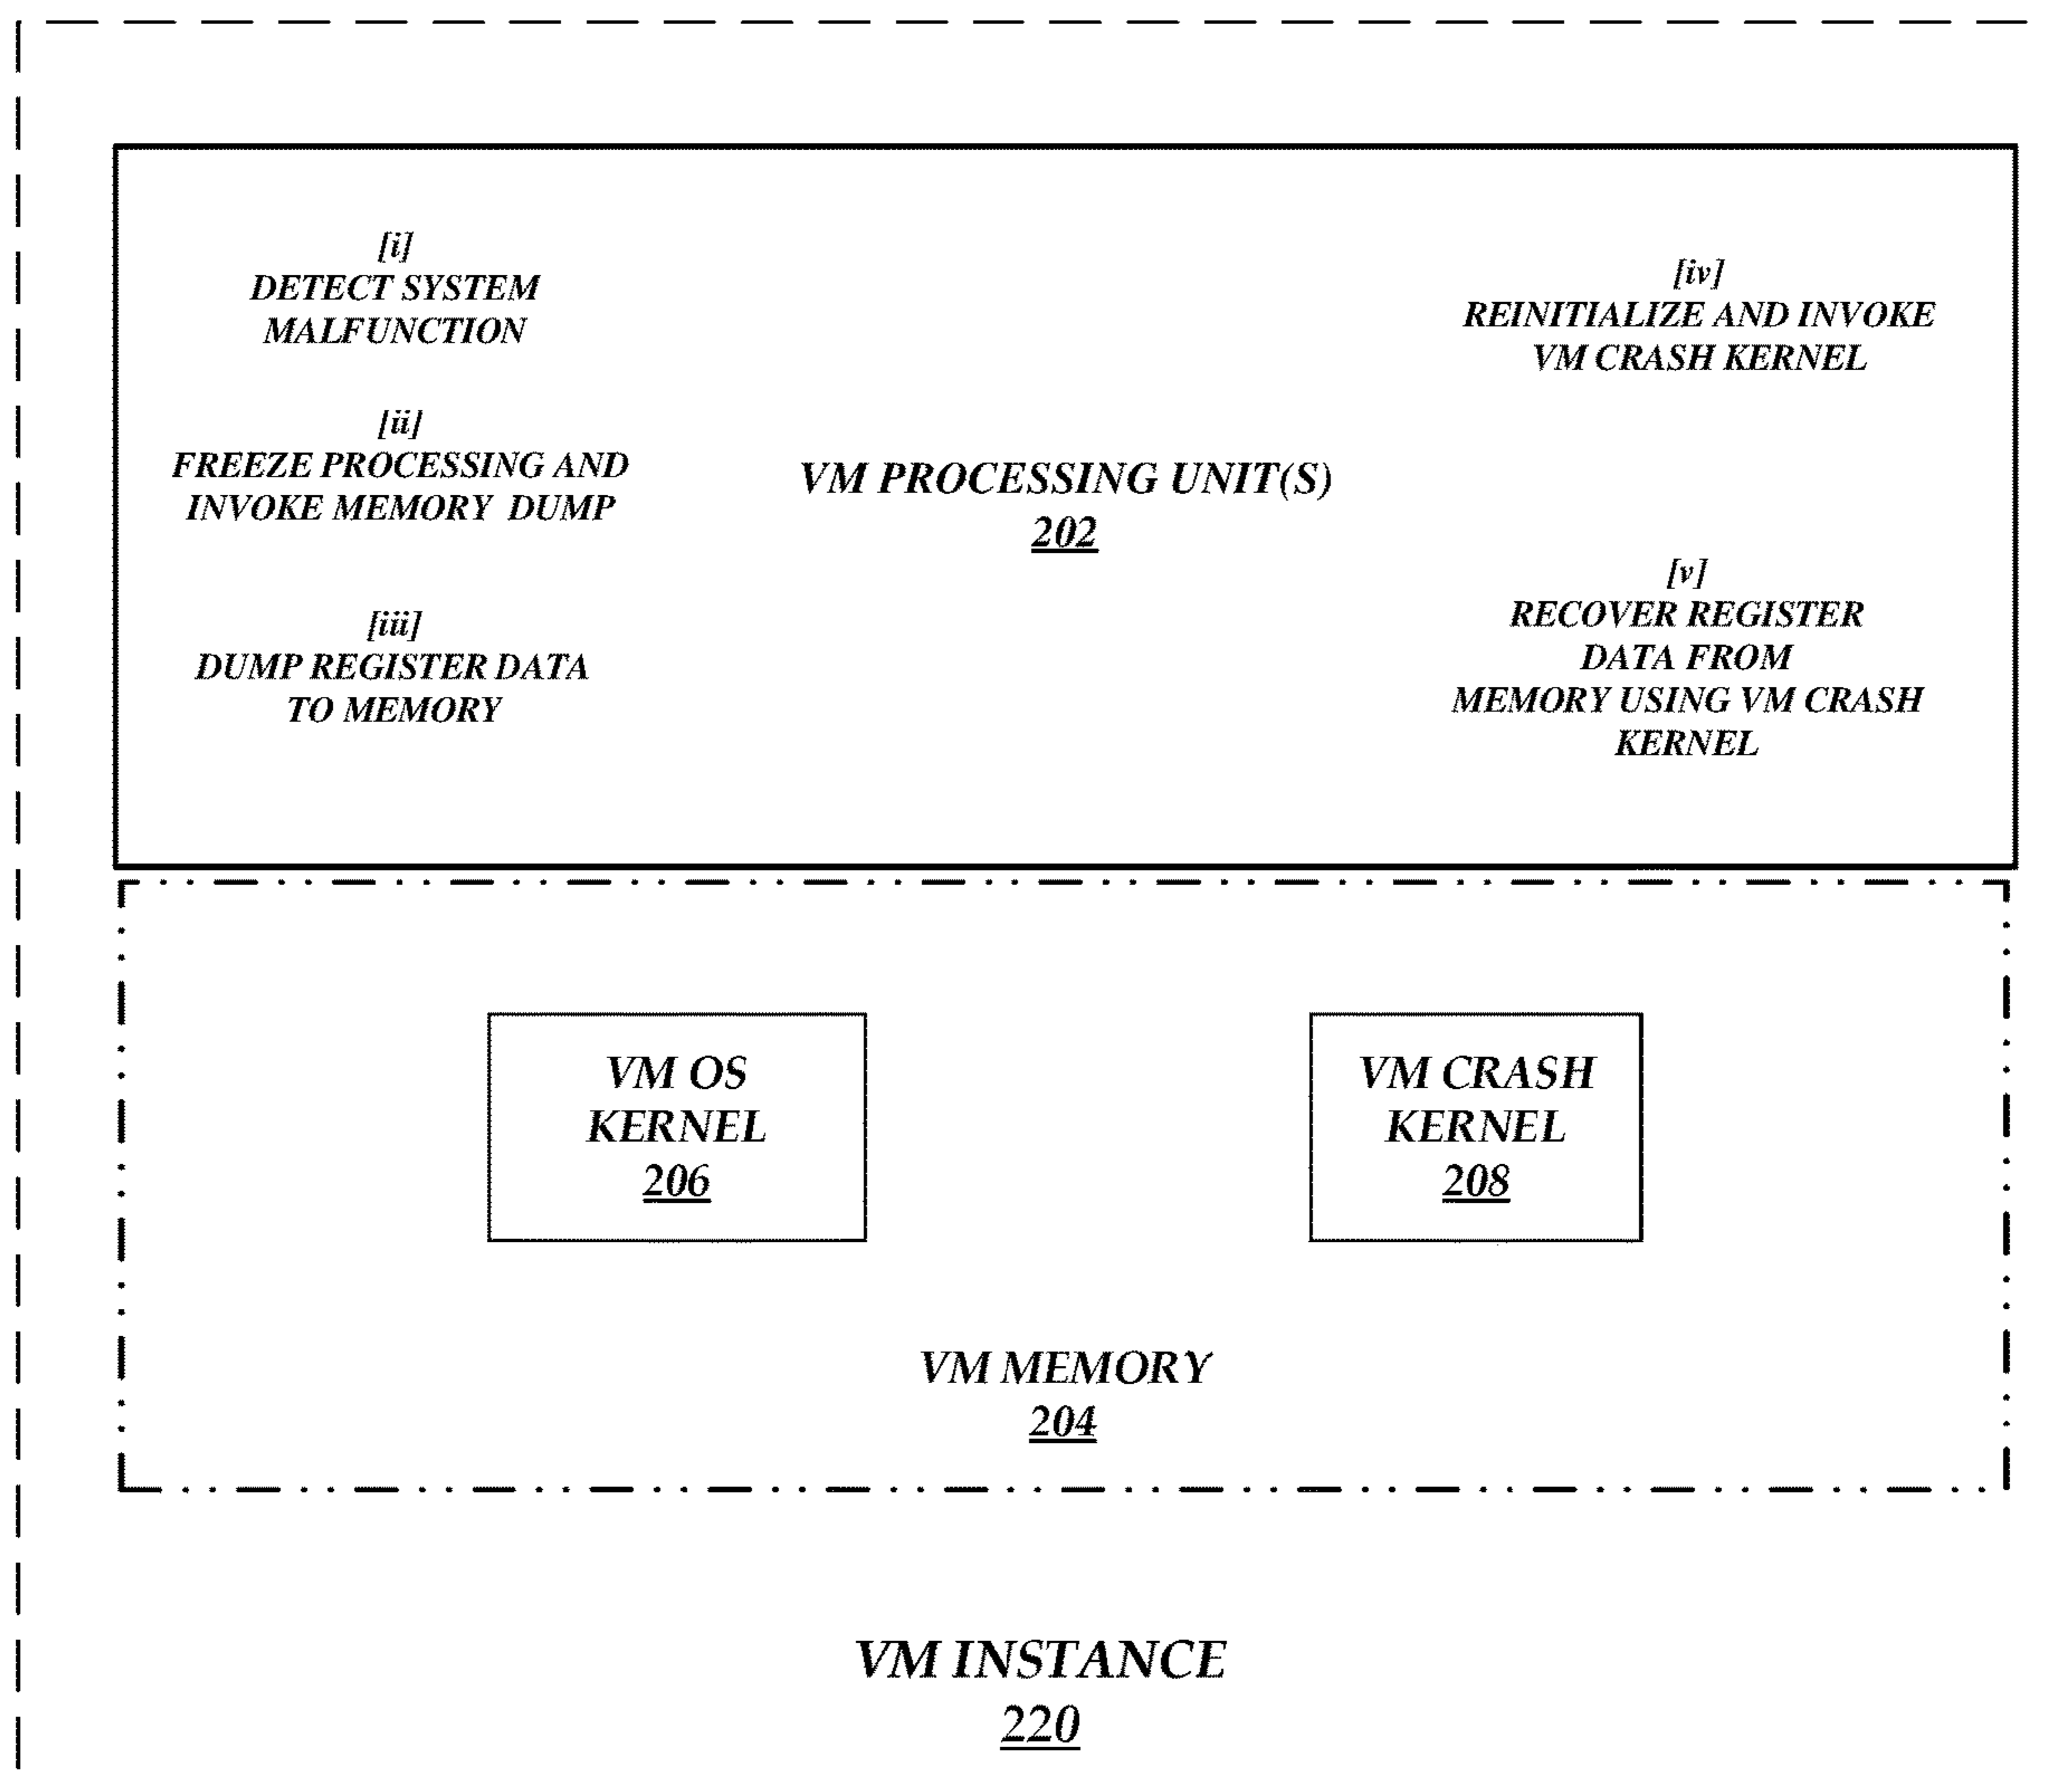 [i]
DETECT SYSTEM
MALFUNCTION
[ii]
FREEZE PROCESSING AND
INVOKE MEMORY DUMP
[iii]
DUMP REGISTER DATA
TO MEMORY
VM PROCESSING UNIT(S)
202
[iv]
REINITIALIZE AND INVOKE
VM CRASH KERNEL
[v]
RECOVER REGISTER
DATA FROM
MEMORY USING VM CRASH
KERNEL
VM OS
KERNEL
206
VM CRASH
KERNEL
208
VM MEMORY
204
VM INSTANCE
220